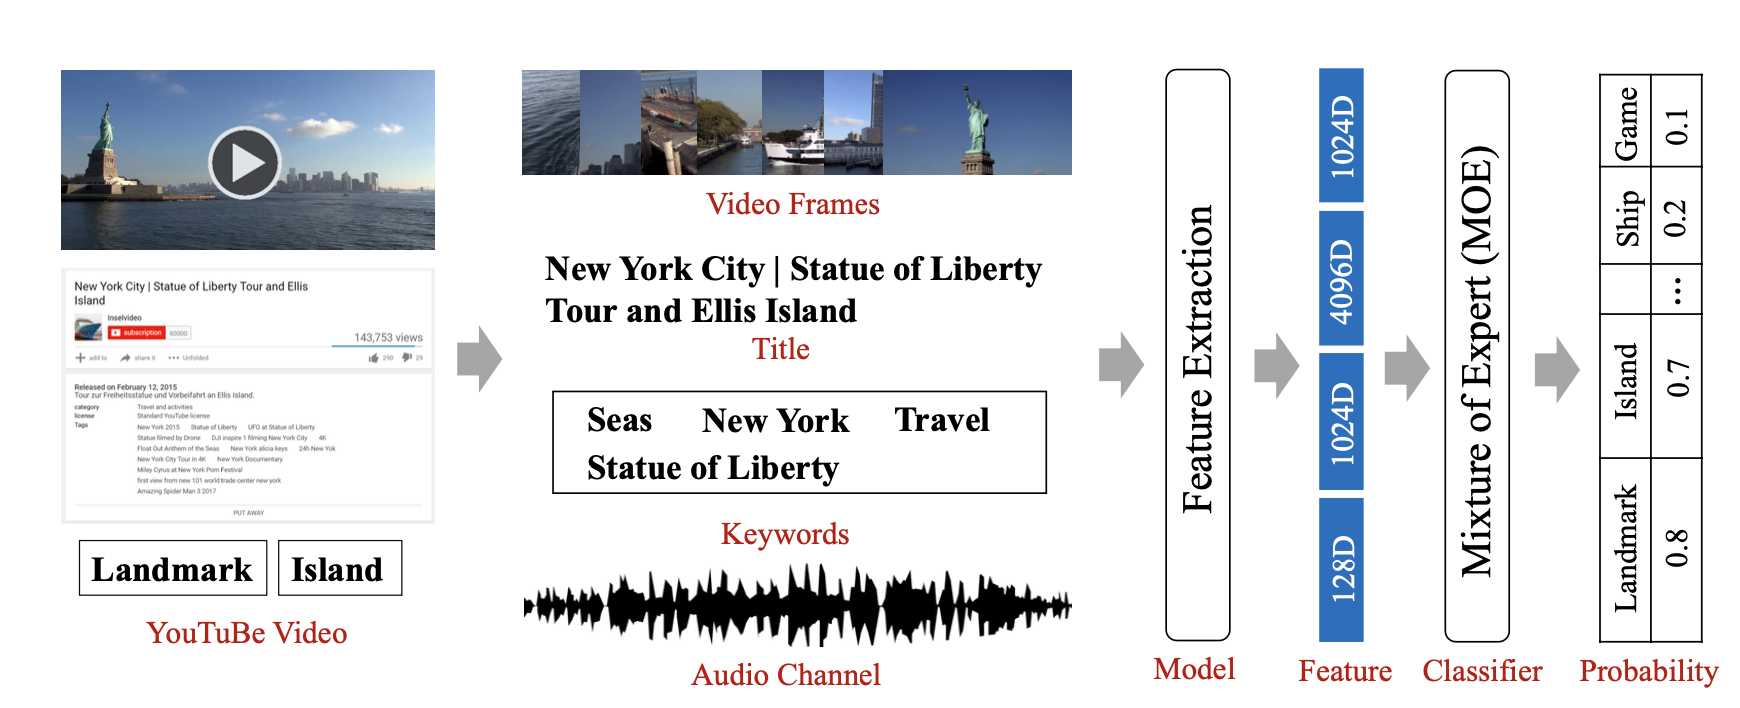 New York City | Statue of Liberty Tour and Ellis
Island
Inselvideo
subscription 60000
143,753 views
add to share it ••• Unfolded 290 29
Released on February 12, 2015
Tour zur Freiheitsstatue und Vorbeifahrt an Ellis Island.
category Travel and activities
license Standard YouTube license
Tags New York 2015 Statue of Liberty UFO at Statue of Liberty
Statue filmed by Drone DJI inspire 1 filming New York City 4K
Float Out Anthem of the Seas New York alicia keys 24h New Yok
New York City Tour in 4K New York Documentary
Miley Cyrus at New York Porn Festival
first view from new 101 world trade center new york
Amazing Spider Man 3 2017
PUT AWAY
Landmark Island
YouTuBe Video
Video Frames
New York City | Statue of Liberty
Tour and Ellis Island
Title
Seas New York Travel
Statue of Liberty
Keywords
Audio Channel
Feature Extraction
Model
1024D
4096D
1024D
128D
Feature
Mixture of Expert (MOE)
Classifier
Game 0.1
Ship 0.2
...
Island 0.7
Landmark 0.8
Probability